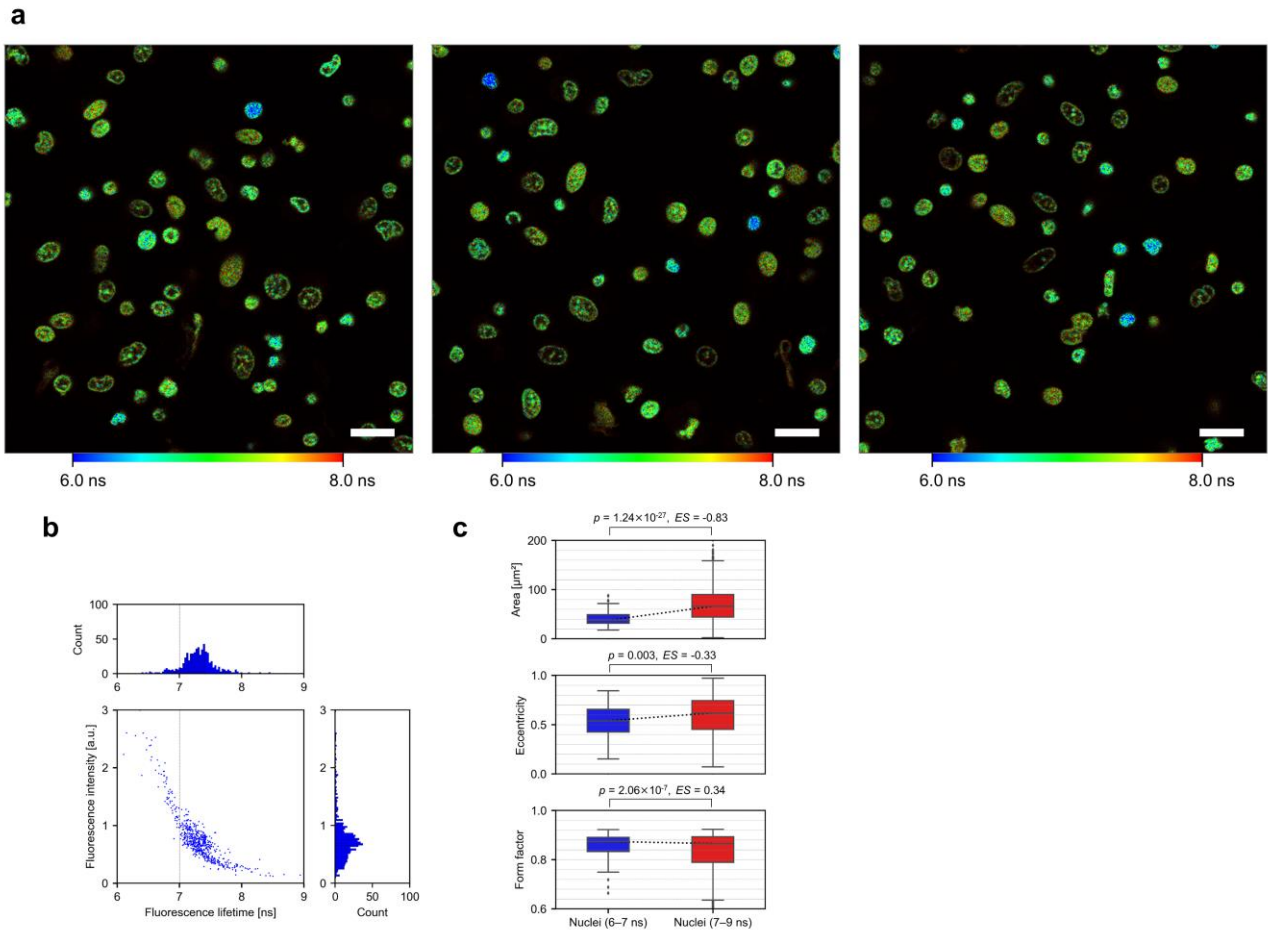 a
6.0 ns 8.0 ns 6.0 ns 8.0 ns 6.0 ns 8.0 ns
b
100
50
0
Count
6 7 8 9
3
2
1
0
Fluorescence intensity [a.u.]
6 7 8 9
Fluorescence lifetime [ns]
3
2
1
0
0 50 100
Count
c
p = 1.24×10⁻²⁷, ES = -0.83
200
100
0
Area [µm²]
p = 0.003, ES = -0.33
1.0
0.5
0.0
Eccentricity
p = 2.06×10⁻⁷, ES = 0.34
1.0
0.8
0.6
Form factor
Nuclei (6–7 ns) Nuclei (7–9 ns)